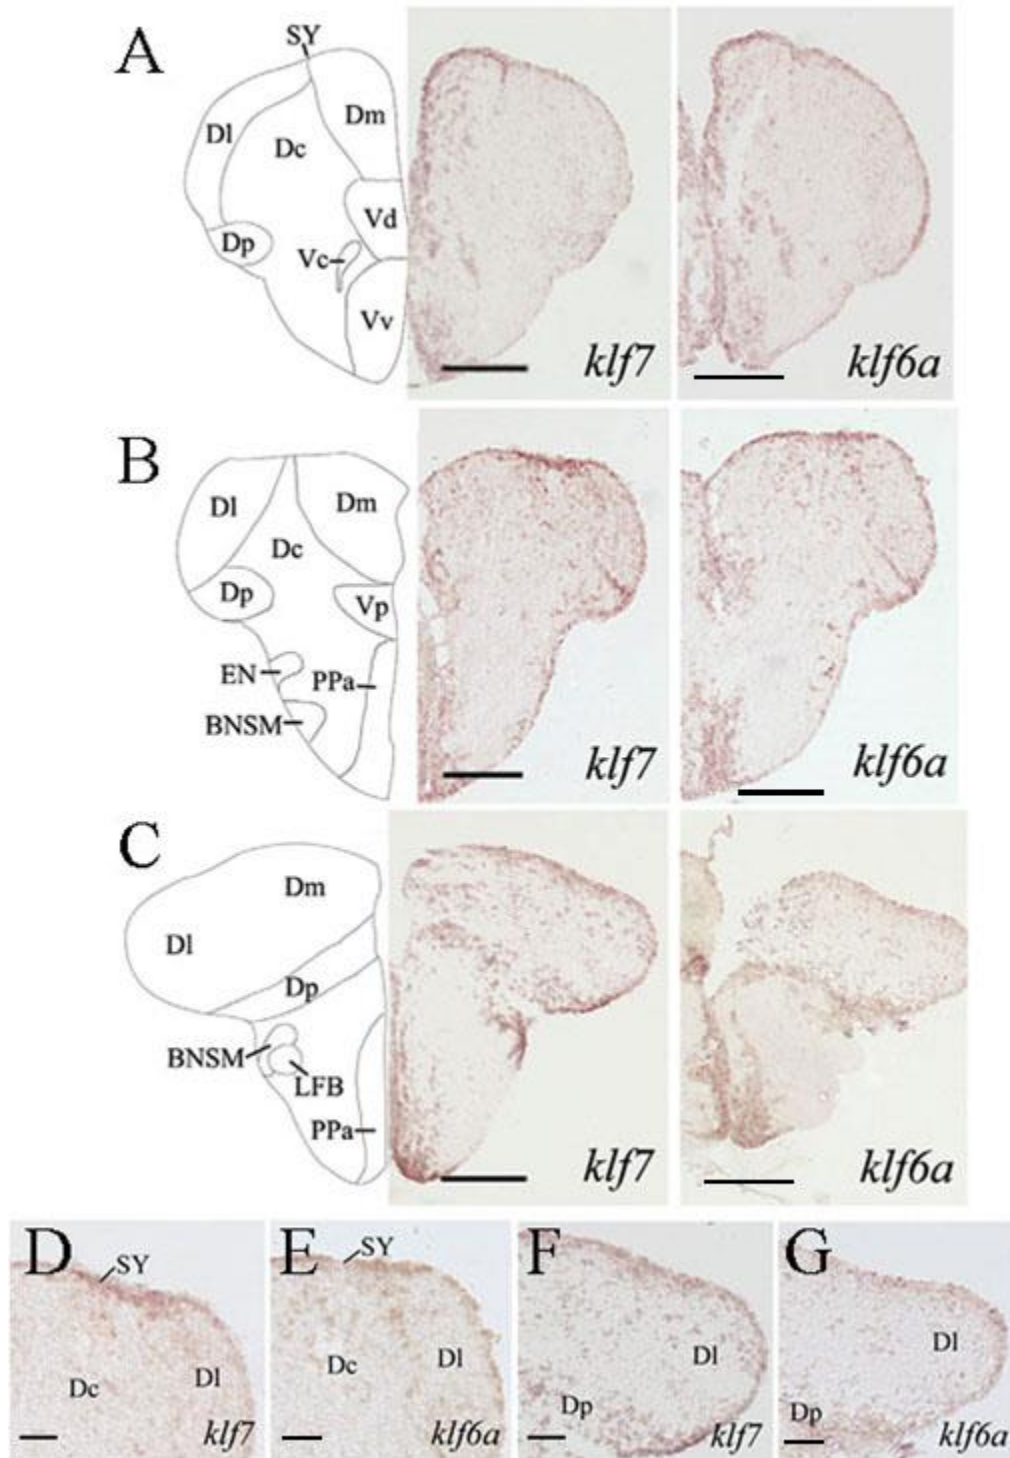 A
SY
Dl
Dm
Dc
Vd
Dp
Vc
Vv
klf7
klf6a
B
Dl
Dm
Dc
Dp
Vp
EN
PPa
BNSM
klf7
klf6a
C
Dm
Dl
Dp
BNSM
LFB
PPa
klf7
klf6a
D
SY
Dc
Dl
klf7
E
SY
Dc
Dl
klf6a
F
Dl
Dp
klf7
G
Dl
Dp
klf6a